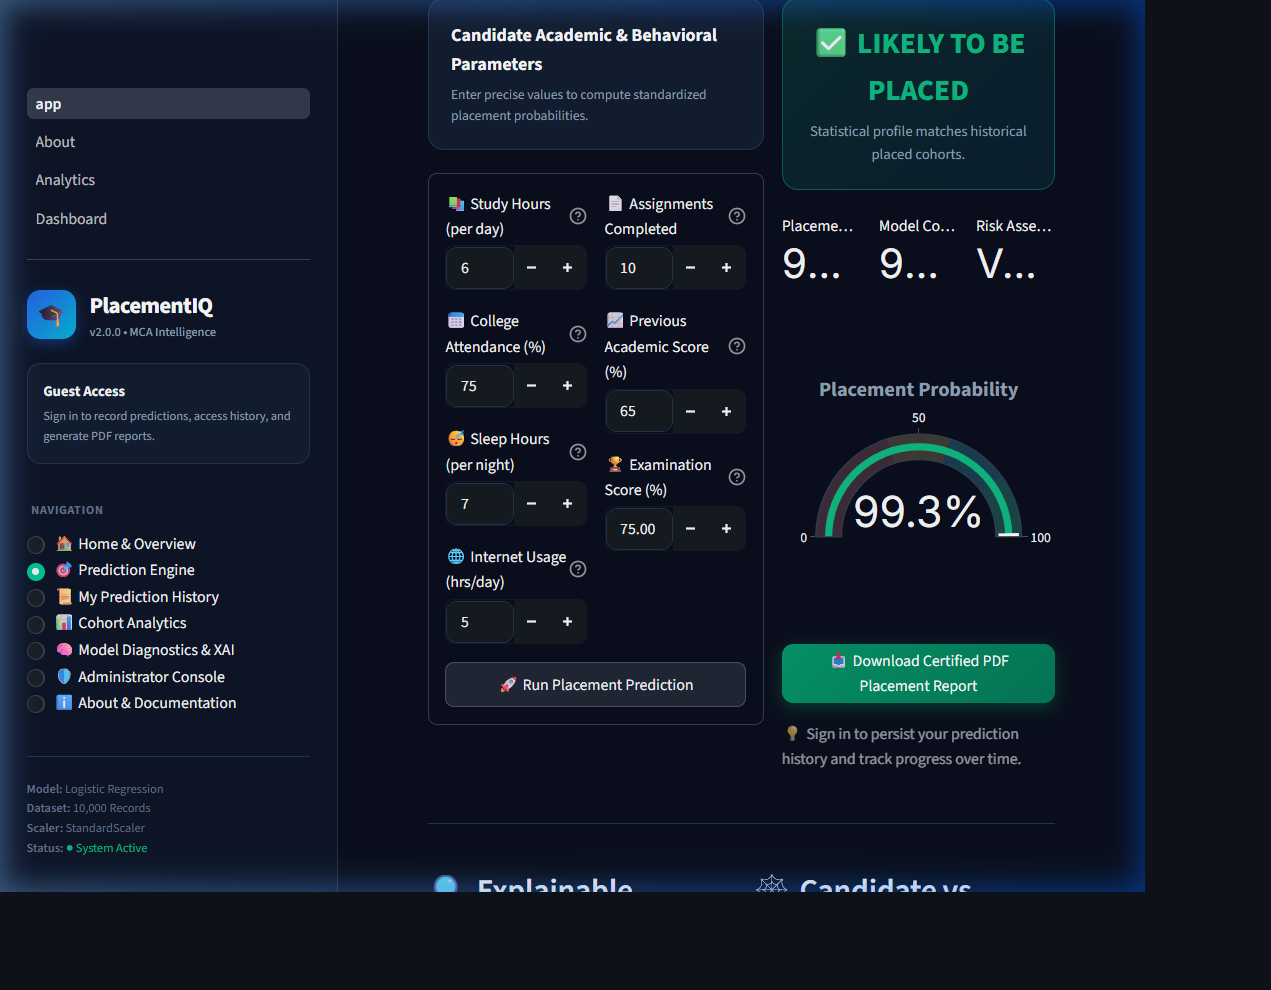 app
About
Analytics
Dashboard
PlacementIQ
v2.0.0 • MCA Intelligence
Guest Access
Sign in to record predictions, access history, and
generate PDF reports.
NAVIGATION
Home & Overview
Prediction Engine
My Prediction History
Cohort Analytics
Model Diagnostics & XAI
Administrator Console
About & Documentation
Model: Logistic Regression
Dataset: 10,000 Records
Scaler: StandardScaler
Status: ● System Active
Candidate Academic & Behavioral
Parameters
Enter precise values to compute standardized
placement probabilities.
Study Hours
(per day)
6
College
Attendance (%)
75
Sleep Hours
(per night)
7
Internet Usage
(hrs/day)
5
Assignments
Completed
10
Previous
Academic Score
(%)
65
Examination
Score (%)
75.00
Run Placement Prediction
LIKELY TO BE
PLACED
Statistical profile matches historical
placed cohorts.
Placeme...
9...
Model Co...
9...
Risk Asse...
V...
Placement Probability
50
99.3%
0
100
Download Certified PDF
Placement Report
Sign in to persist your prediction
history and track progress over time.
Explainable
Candidate vs